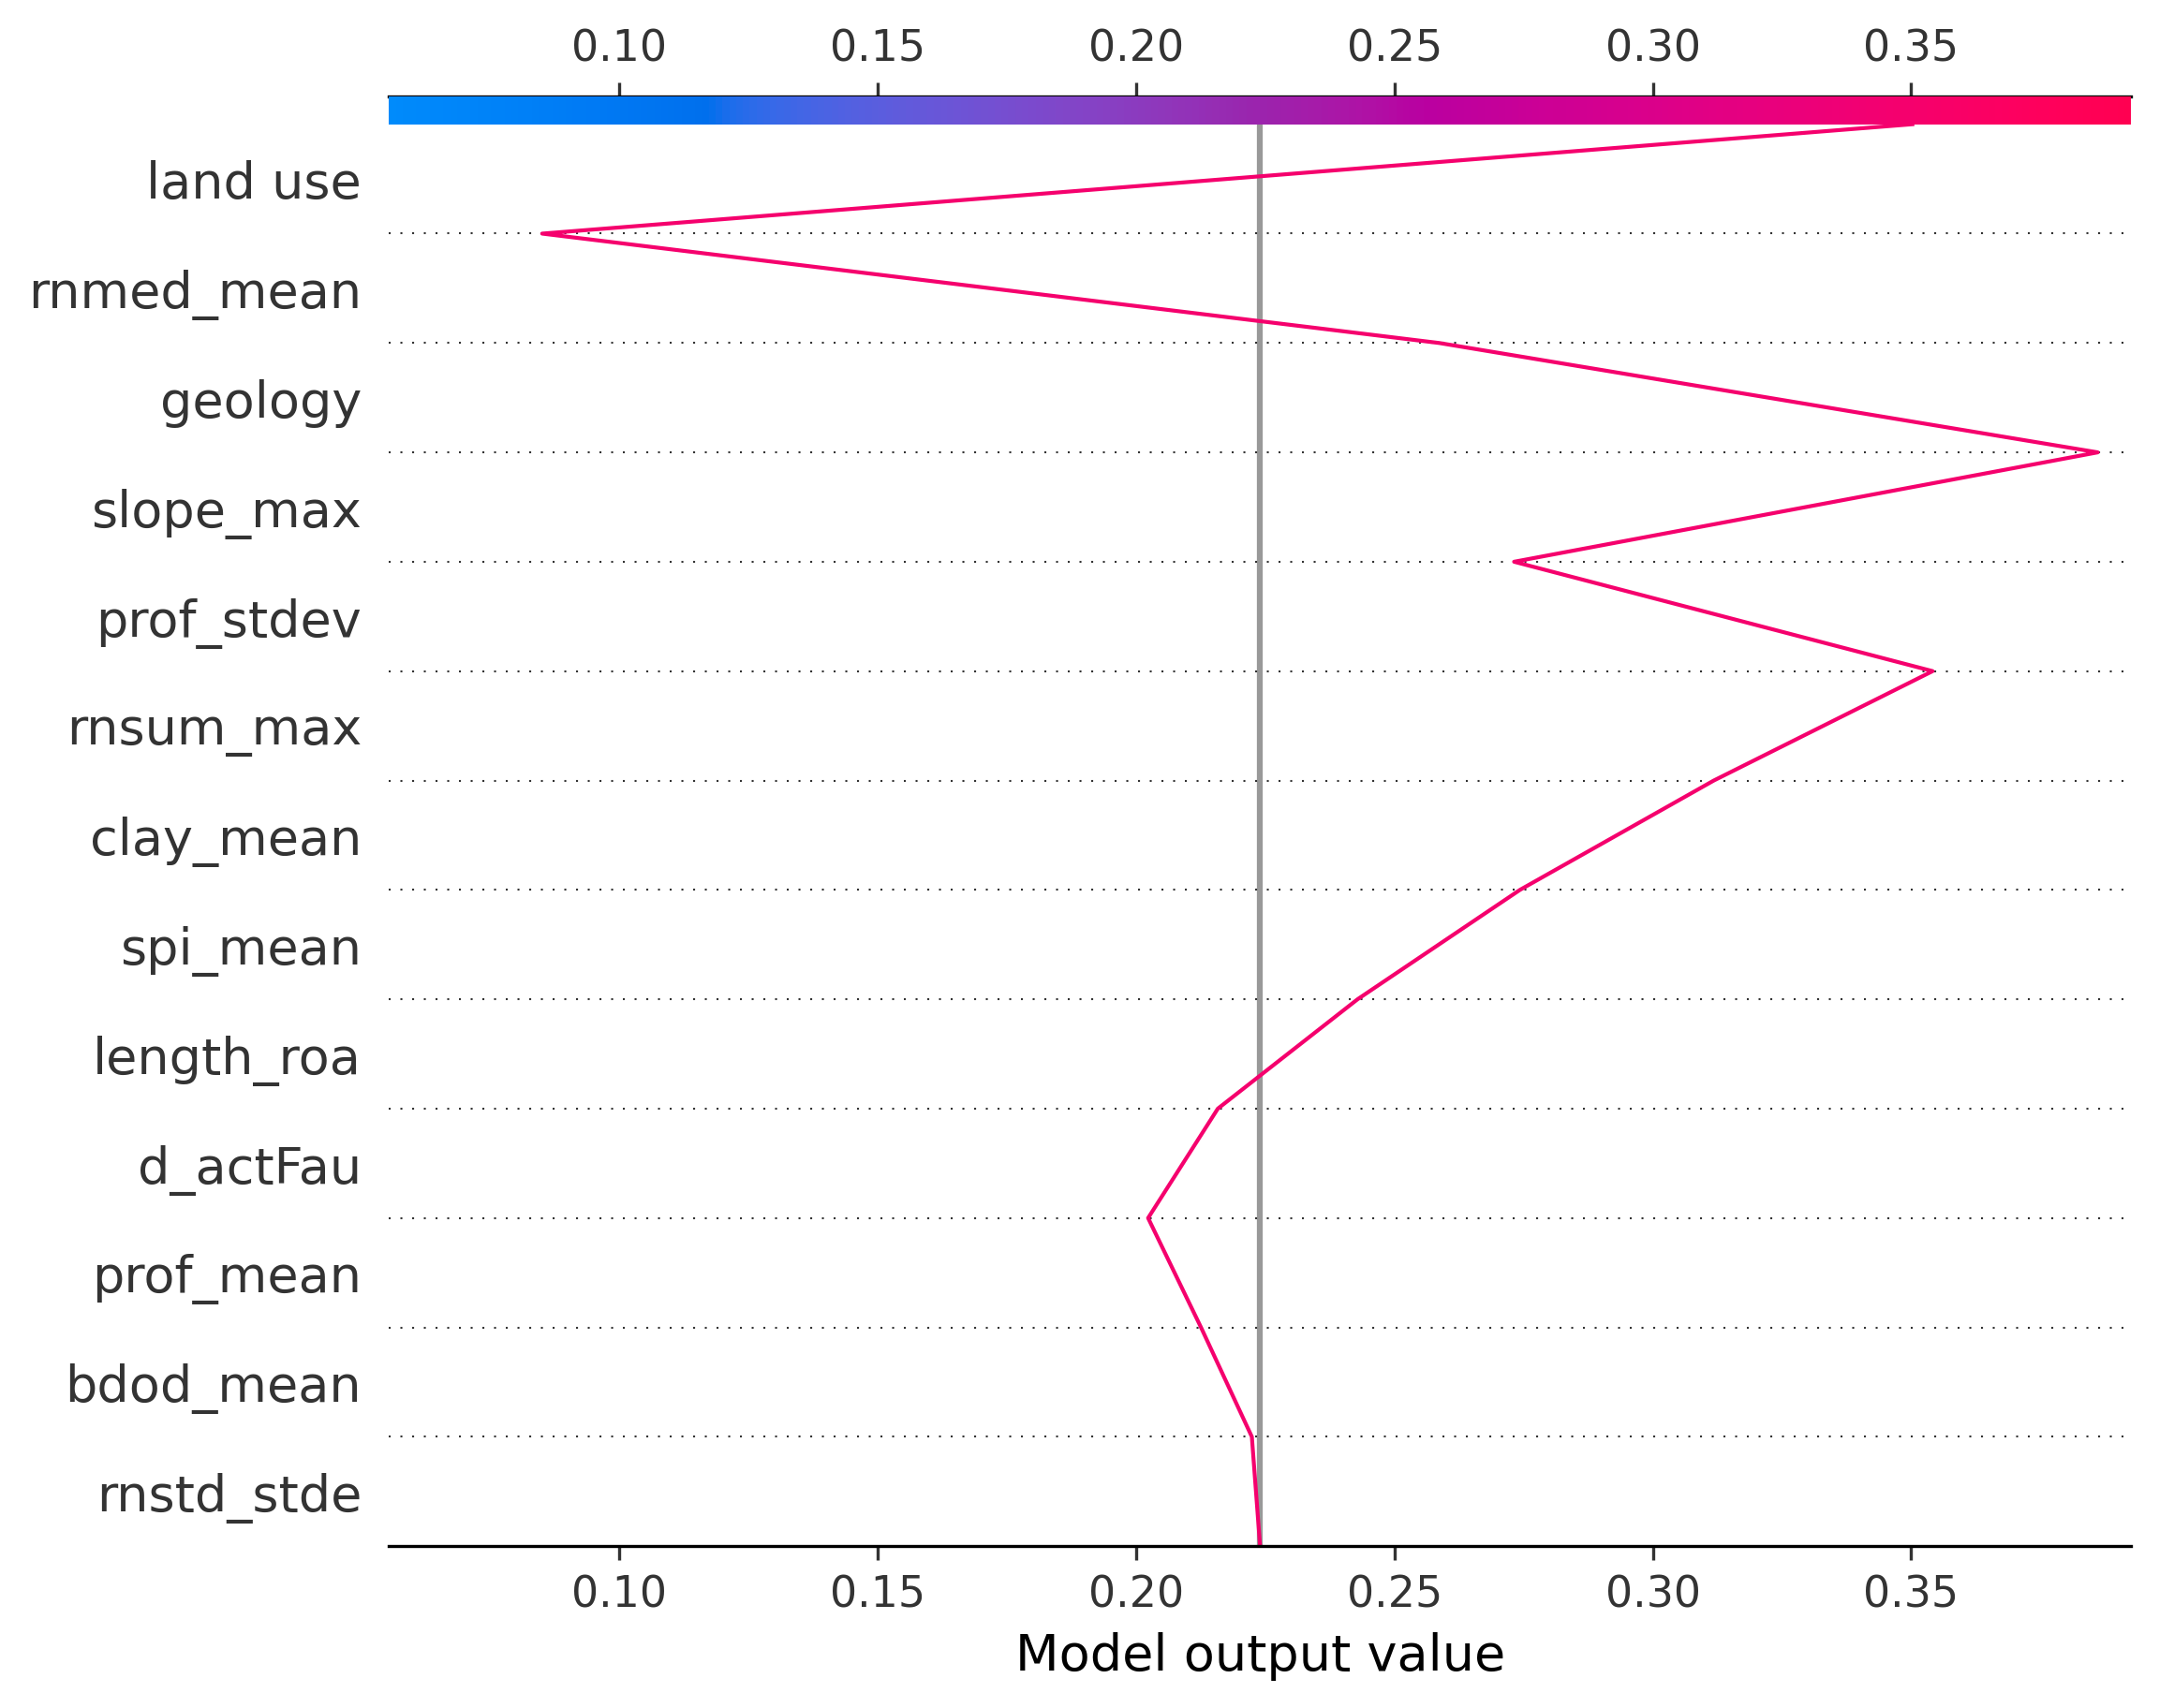 0.10 0.15 0.20 0.25 0.30 0.35
land use
rnmed_mean
geology
slope_max
prof_stdev
rnsum_max
clay_mean
spi_mean
length_roa
d_actFau
prof_mean
bdod_mean
rnstd_stde
0.10 0.15 0.20 0.25 0.30 0.35
Model output value